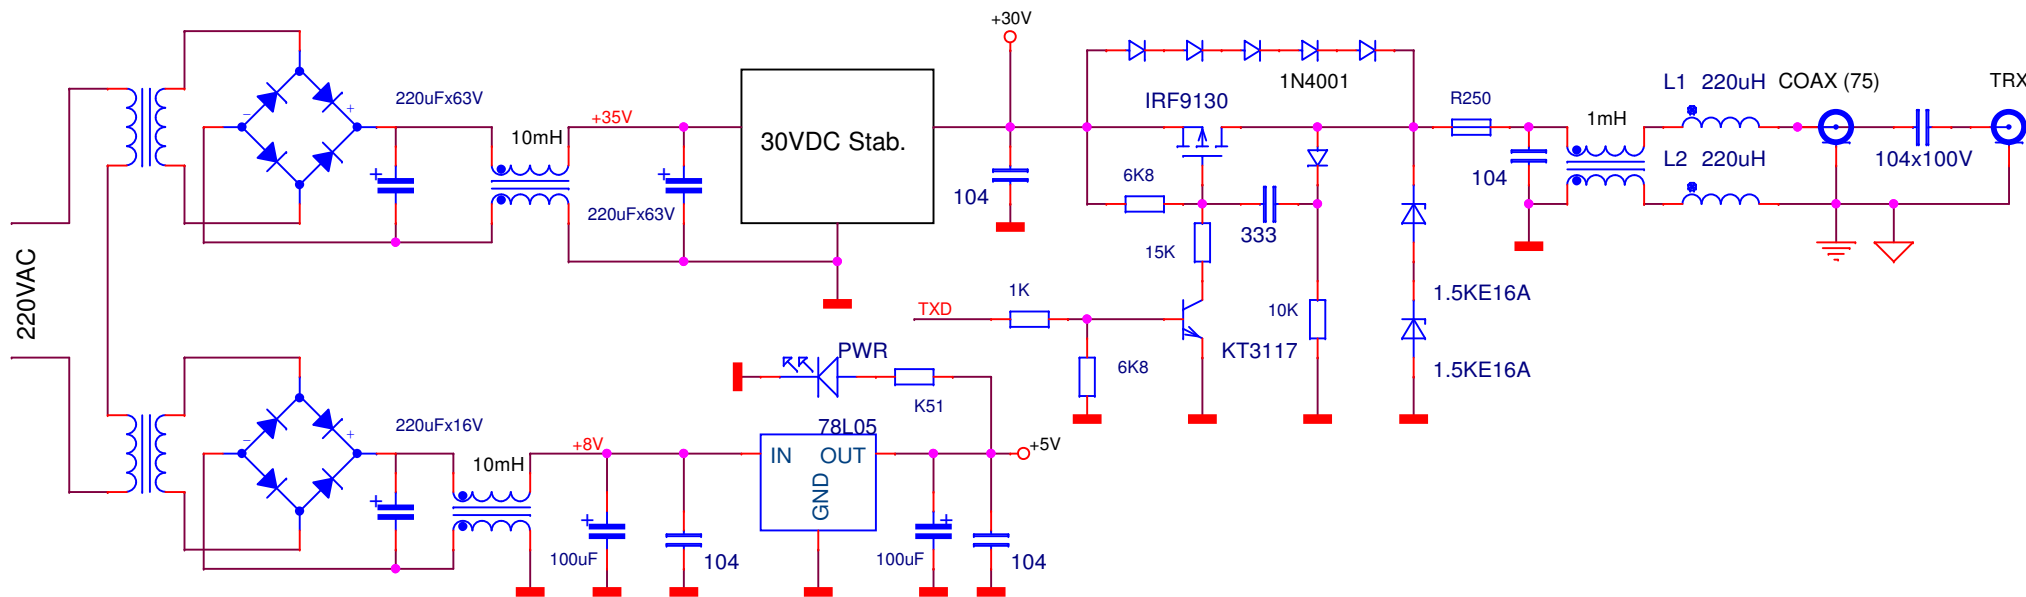 +30V
1N4001
IRF9130
R250
L1 220uH COAX (75) TRX
1mH
L2 220uH
104x100V
104
220uFx63V
10mH
+35V
30VDC Stab.
220uFx63V
104
6K8
333
15K
220VAC
TXD
1K
10K
1.5KE16A
KT3117
6K8
1.5KE16A
PWR
K51
220uFx16V
10mH
+8V
78L05
IN OUT
GND
+5V
100uF
104
100uF
104
+
+
+
-
+
-
+
+
+